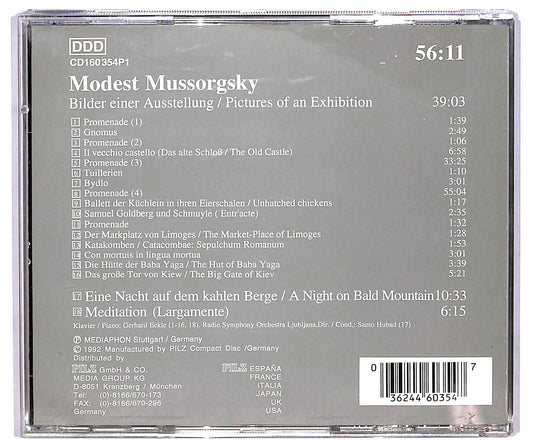 DDD
CD160354P1
56:11
Modest Mussorgsky
Bilder einer Ausstellung / Pictures of an Exhibition 39:03
1 Promenade (1) 1:39
2 Gnomus 2:49
3 Promenade (2) 1:06
4 Il vecchio castello (Das alte Schloß / The Old Castle) 6:58
5 Promenade (3) 33:25
6 Tuillerien 1:10
7 Bydlo 3:01
8 Promenade (4) 55:04
9 Ballett der Küchlein in ihren Eierschalen / Unhatched chickens 1:17
10 Samuel Goldberg und Schmuyle ( Entr'acte) 2:35
11 Promenade 1:32
12 Der Markplatz von Limoges / The Market-Place of Limoges 1:28
13 Katakomben / Catacombae: Sepulchum Romanum 1:53
14 Con mortuis in lingua mortua 3:01
15 Die Hütte der Baba Yaga / The Hut of Baba Yaga 3:39
16 Das große Tor von Kiev / The Big Gate of Kiev 5:21
17 Eine Nacht auf dem kahlen Berge / A Night on Bald Mountain 10:33
18 Meditation (Largamente) 6:15
Klavier / Piano: Gerhard Eckle (1-16, 18). Radio Symphony Orchestra Ljubljana,Dir. / Cond.: Samo Hubad (17)
Ⓟ MEDIAPHON Stuttgart / Germany
© 1992 Manufactured by PILZ Compact Disc /Germany
Distributed by
PILZ GmbH & CO.
MEDIA GROUP KG
D-8051 Kranzberg / München
Tel.: (0)-8166/670-173
Fax: (0)-8166/670-296
Germany
PILZ ESPAÑA
FRANCE
ITALIA
JAPAN
UK
USA
0 36244 60354 7